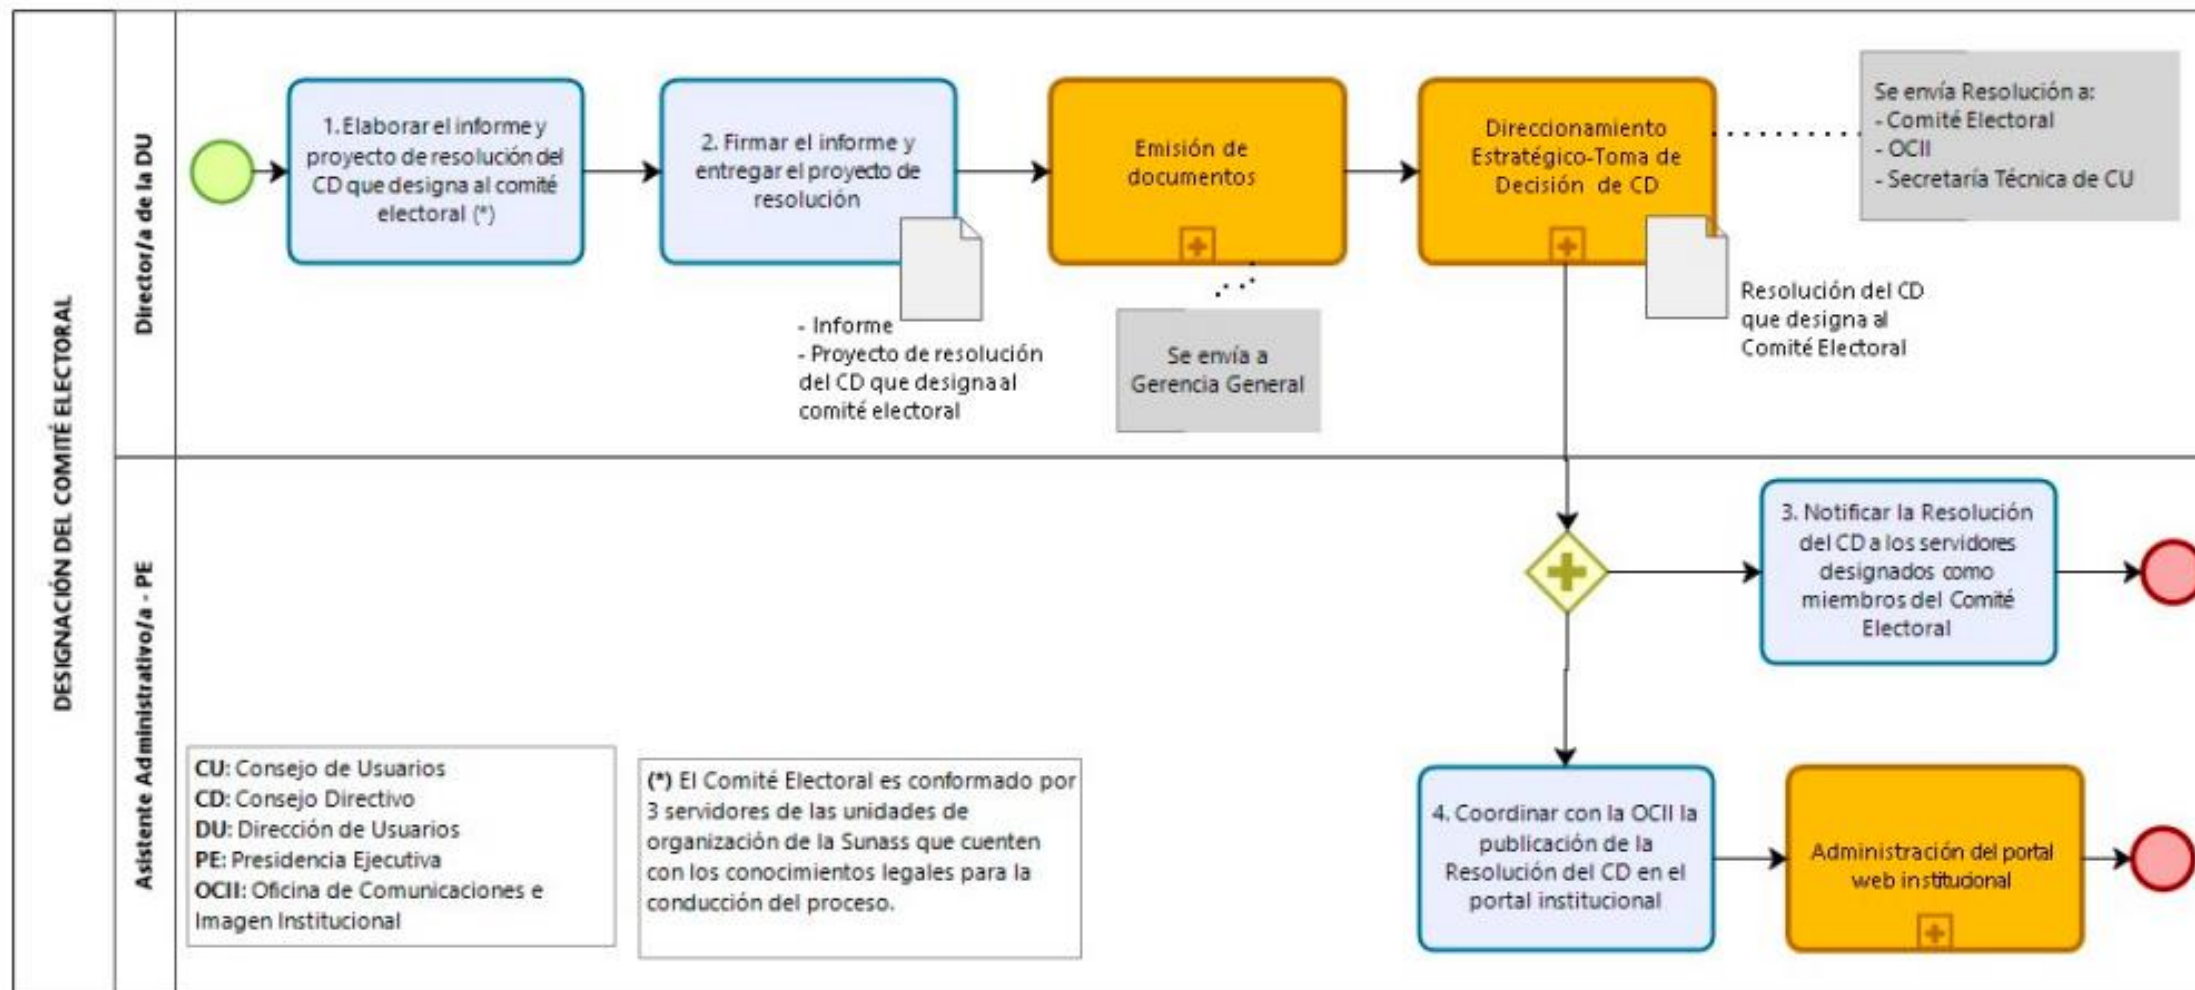 DESIGNACIÓN DEL COMITÉ ELECTORAL
Director/a de la DU
1. Elaborar el informe y
proyecto de resolución del
CD que designa al comité
electoral (*)
2. Firmar el informe y
entregar el proyecto de
resolución
- Informe
- Proyecto de resolución
del CD que designa al
comité electoral
Emisión de
documentos
Se envía a
Gerencia General
Direccionamiento
Estratégico-Toma de
Decisión de CD
Resolución del CD
que designa al
Comité Electoral
Se envía Resolución a:
- Comité Electoral
- OCII
- Secretaría Técnica de CU
Asistente Administrativo/a - PE
3. Notificar la Resolución
del CD a los servidores
designados como
miembros del Comité
Electoral
4. Coordinar con la OCII la
publicación de la
Resolución del CD en el
portal institucional
Administración del portal
web institucional
CU: Consejo de Usuarios
CD: Consejo Directivo
DU: Dirección de Usuarios
PE: Presidencia Ejecutiva
OCII: Oficina de Comunicaciones e
Imagen Institucional
(*) El Comité Electoral es conformado por
3 servidores de las unidades de
organización de la Sunass que cuenten
con los conocimientos legales para la
conducción del proceso.